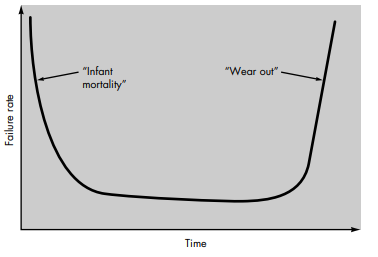 "Infant
mortality"
"Wear out"
Failure rate
Time